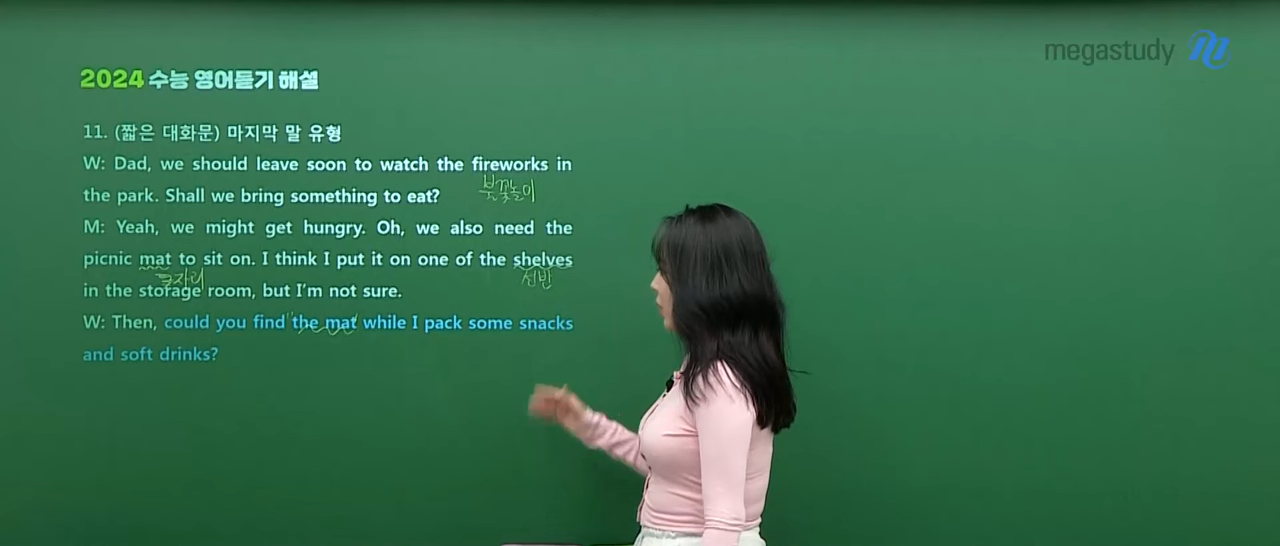 megastudy
2024 수능 영어듣기 해설
11. (짧은 대화문) 마지막 말 유형
W: Dad, we should leave soon to watch the fireworks in
the park. Shall we bring something to eat?
불꽃놀이
M: Yeah, we might get hungry. Oh, we also need the
picnic mat to sit on. I think I put it on one of the shelves
돗자리 선반
in the storage room, but I'm not sure.
W: Then, could you find the mat while I pack some snacks
and soft drinks?